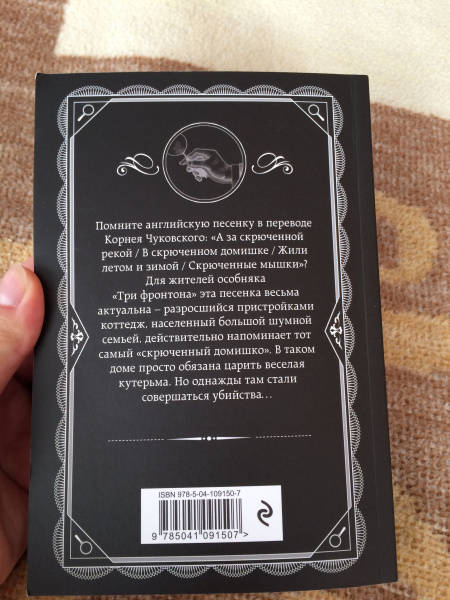 Помните английскую песенку в переводе
Корнея Чуковского: «А за скрюченной
рекой / В скрюченном домишке / Жили
летом и зимой / Скрюченные мышки»?
Для жителей особняка
«Три фронтона» эта песенка весьма
актуальна – разросшийся пристройками
коттедж, населенный большой шумной
семьей, действительно напоминает тот
самый «скрюченный домишко». В таком
доме просто обязана царить веселая
кутерьма. Но однажды там стали
совершаться убийства…
ISBN 978-5-04-109150-7
9 785041 091507 >